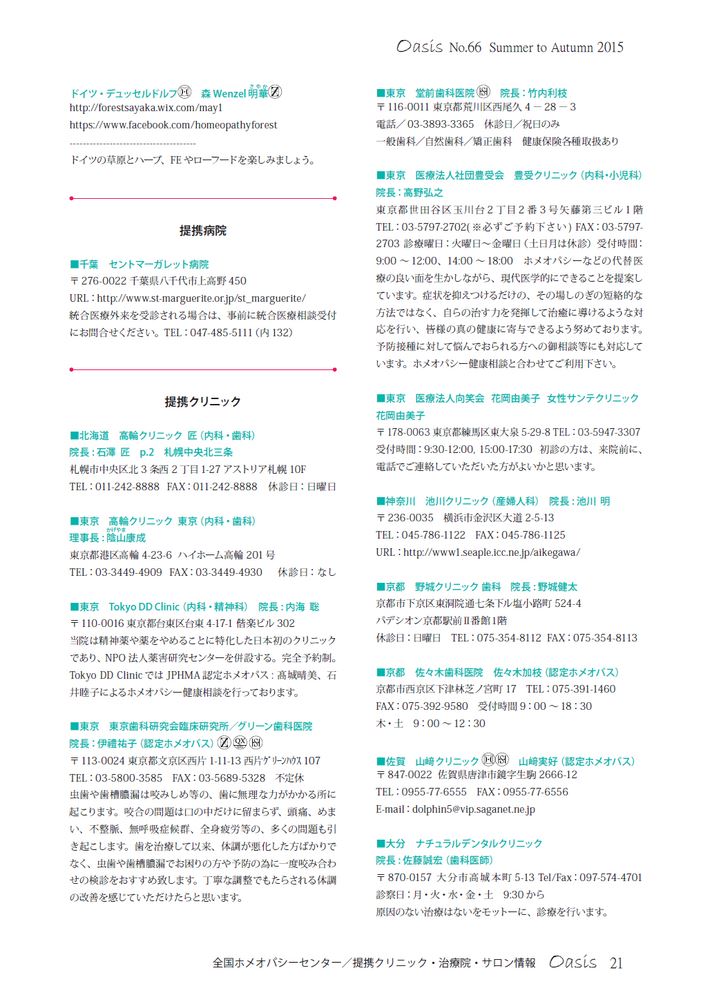 Oasis No.66 Summer to Autumn 2015
ドイツ・デュッセルドルフ 森 Wenzel 明華
http://forestsayaka.wix.com/may1
https://www.facebook.com/homeopathyforest
--------------------------------------
ドイツの草原とハーブ、FE やローフードを楽しみましょう。
提携病院
■千葉 セントマーガレット病院
〒276-0022 千葉県八千代市上高野 450
URL：http://www.st-marguerite.or.jp/st_marguerite/
統合医療外来を受診される場合は、事前に統合医療相談受付
にお問合せください。TEL：047-485-5111（内 132）
提携クリニック
■北海道 高輪クリニック 匠（内科・歯科）
院長：石澤 匠 p.2 札幌中央北三条
札幌市中央区北 3 条西 2 丁目 1-27 アストリア札幌 10F
TEL：011-242-8888 FAX：011-242-8888 休診日：日曜日
■東京 高輪クリニック 東京（内科・歯科）
かげやま
理事長：陰山康成
東京都港区高輪 4-23-6 ハイホーム高輪 201 号
TEL：03-3449-4909 FAX：03-3449-4930 休診日：なし
■東京 Tokyo DD Clinic（内科・精神科） 院長：内海 聡
〒110-0016 東京都台東区台東 4-17-1 偕楽ビル 302
当院は精神薬や薬をやめることに特化した日本初のクリニック
であり、NPO 法人薬害研究センターを併設する。完全予約制。
Tokyo DD Clinic では JPHMA 認定ホメオパス：髙城晴美、石
井睦子によるホメオパシー健康相談を行っております。
■東京 東京歯科研究会臨床研究所／グリーン歯科医院
院長：伊禮祐子（認定ホメオパス）
〒113-0024 東京都文京区西片 1-11-13 西片ｸﾞﾘｰﾝﾊｳｽ 107
TEL：03-5800-3585 FAX：03-5689-5328 不定休
虫歯や歯槽膿漏は咬みしめ等の、歯に無理な力がかかる所に
起こります。咬合の問題は口の中だけに留まらず、頭痛、めま
い、不整脈、無呼吸症候群、全身疲労等の、多くの問題も引
き起こします。歯を治療して以来、体調が悪化した方ばかりで
なく、虫歯や歯槽膿漏でお困りの方や予防の為に一度咬み合わ
せの検診をおすすめ致します。丁寧な調整でもたらされる体調
の改善を感じていただけたらと思います。
■東京 堂前歯科医院 院長：竹内利枝
〒116-0011 東京都荒川区西尾久 4 − 28 − 3
電話／ 03-3893-3365 休診日／祝日のみ
一般歯科／自然歯科／矯正歯科 健康保険各種取扱あり
■東京 医療法人社団豊受会 豊受クリニック（内科・小児科）
院長：高野弘之
東京都世田谷区玉川台 2 丁目 2 番 3 号矢藤第三ビル 1 階
TEL：03-5797-2702(※必ずご予約下さい) FAX：03-5797-
2703 診療曜日：火曜日～金曜日（土日月は休診）受付時間：
9:00 ～ 12:00、14:00 ～ 18:00 ホメオパシーなどの代替医
療の良い面を生かしながら、現代医学的にできることを提案し
ています。症状を抑えつけるだけの、その場しのぎの短絡的な
方法ではなく、自らの治す力を発揮して治癒に導けるような対
応を行い、皆様の真の健康に寄与できるよう努めております。
予防接種に対して悩んでおられる方への御相談等にも対応して
います。ホメオパシー健康相談と合わせてご利用下さい。
■東京 医療法人向笑会 花岡由美子 女性サンテクリニック
花岡由美子
〒178-0063 東京都練馬区東大泉 5-29-8 TEL：03-5947-3307
受付時間：9:30-12:00, 15:00-17:30 初診の方は、来院前に、
電話でご連絡していただいた方がよいかと思います。
■神奈川 池川クリニック（産婦人科） 院長：池川 明
〒236-0035 横浜市金沢区大道 2-5-13
TEL：045-786-1122 FAX：045-786-1125
URL：http://www1.seaple.icc.ne.jp/aikegawa/
■京都 野城クリニック 歯科 院長：野城健太
京都市下京区東洞院通七条下ル塩小路町 524-4
パデシオン京都駅前Ⅱ番館 1 階
休診日：日曜日 TEL：075-354-8112 FAX：075-354-8113
■京都 佐々木歯科医院 佐々木加枝（認定ホメオパス）
京都市西京区下津林芝ノ宮町 17 TEL：075-391-1460
FAX：075-392-9580 受付時間 9：00 ～ 18：30
木・土 9：00 ～ 12：30
■佐賀 山﨑クリニック 山﨑実好（認定ホメオパス）
〒847-0022 佐賀県唐津市鏡字生駒 2666-12
TEL：0955-77-6555 FAX：0955-77-6556
E-mail：dolphin5@vip.saganet.ne.jp
■大分 ナチュラルデンタルクリニック
院長：佐藤誠宏（歯科医師）
〒870-0157 大分市高城本町 5-13 Tel/Fax：097-574-4701
診察日：月・火・水・金・土 9:30 から
原因のない治療はないをモットーに、診療を行います。
全国ホメオパシーセンター／提携クリニック・治療院・サロン情報 Oasis 21